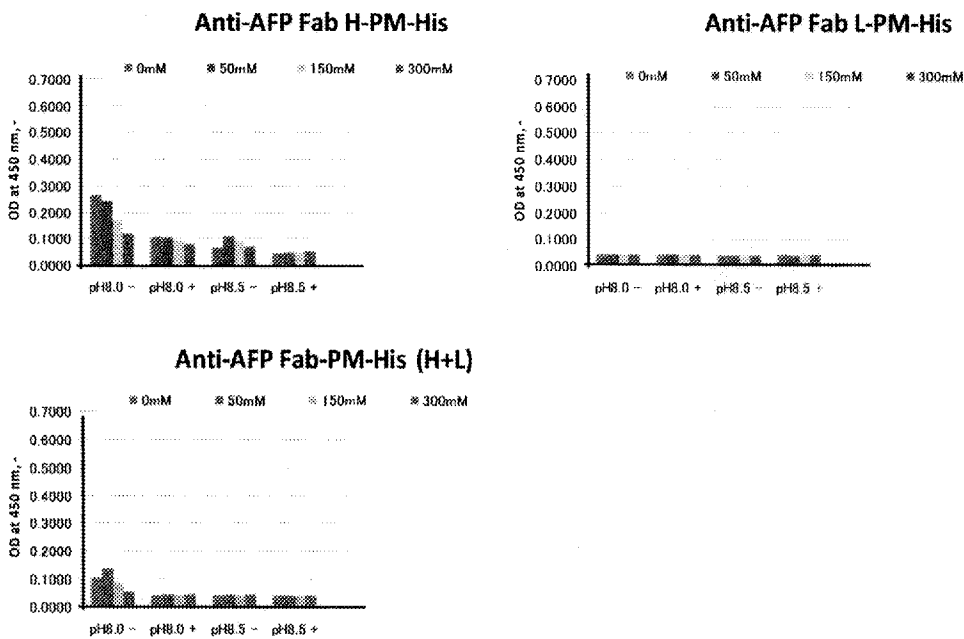 Anti-AFP Fab H-PM-His
0mM 50mM 150mM 300mM
0.7000
0.6000
0.5000
0.4000
0.3000
0.2000
0.1000
0.0000
OD at 450 nm, -
pH8.0 - pH8.0 + pH8.5 - pH8.5 +
Anti-AFP Fab L-PM-His
0mM 50mM 150mM 300mM
0.7000
0.6000
0.5000
0.4000
0.3000
0.2000
0.1000
0.0000
OD at 450 nm, -
pH8.0 - pH8.0 + pH8.5 - pH8.5 +
Anti-AFP Fab-PM-His (H+L)
0mM 50mM 150mM 300mM
0.7000
0.6000
0.5000
0.4000
0.3000
0.2000
0.1000
0.0000
OD at 450 nm, -
pH8.0 - pH8.0 + pH8.5 - pH8.5 +